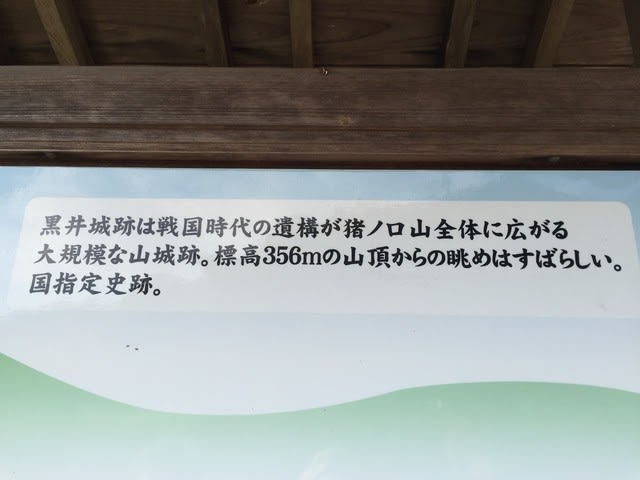 黒井城跡は戦国時代の遺構が猪ノ口山全体に広がる
大規模な山城跡。標高356mの山頂からの眺めはすばらしい。
国指定史跡。